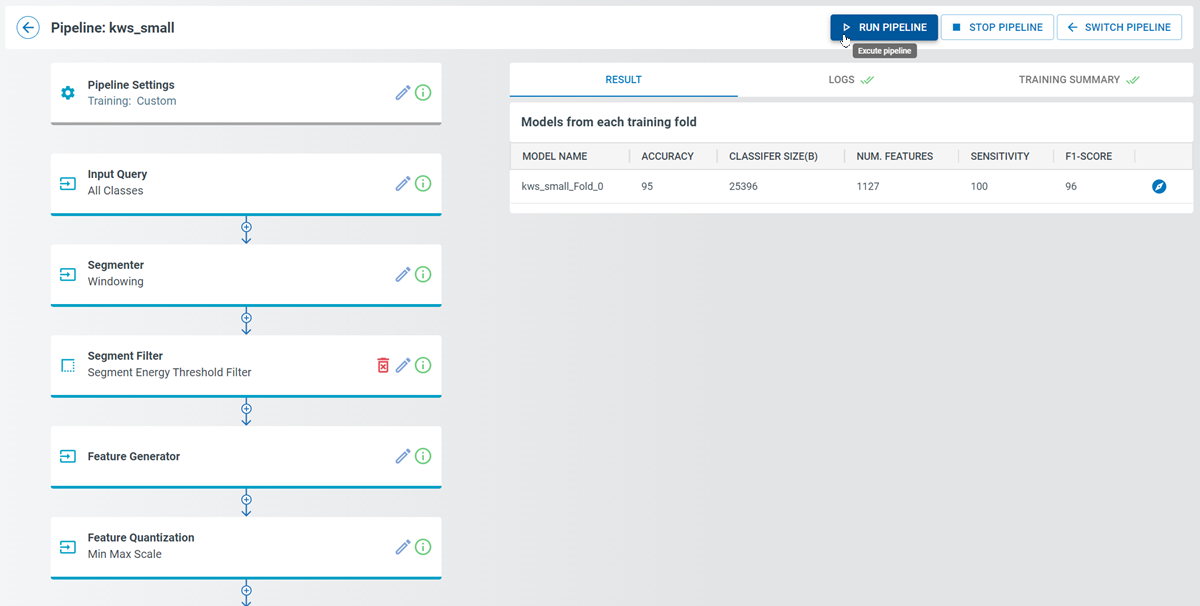 Pipeline: kws_small
RUN PIPELINE
STOP PIPELINE
SWITCH PIPELINE
Excute pipeline
Pipeline Settings
Training: Custom
Input Query
All Classes
Segmenter
Windowing
Segment Filter
Segment Energy Threshold Filter
Feature Generator
Feature Quantization
Min Max Scale
RESULT
LOGS
TRAINING SUMMARY
Models from each training fold
MODEL NAME ACCURACY CLASSIFER SIZE(B) NUM. FEATURES SENSITIVITY F1-SCORE
kws_small_Fold_0 95 25396 1127 100 96